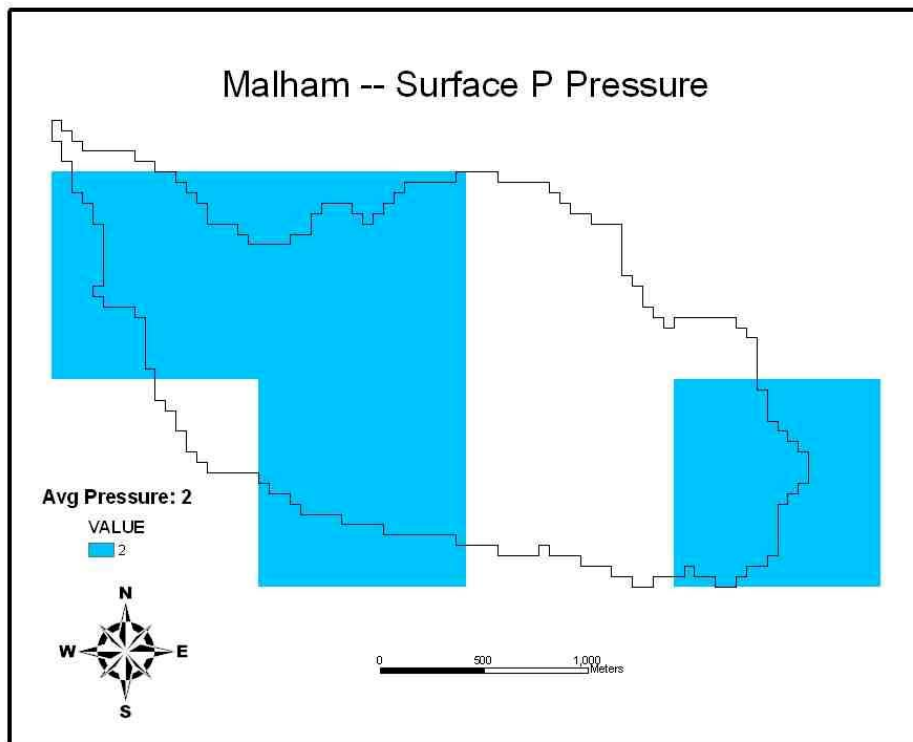 Malham -- Surface P Pressure
Avg Pressure: 2
VALUE
2
N
W E
S
0 500 1,000
Meters